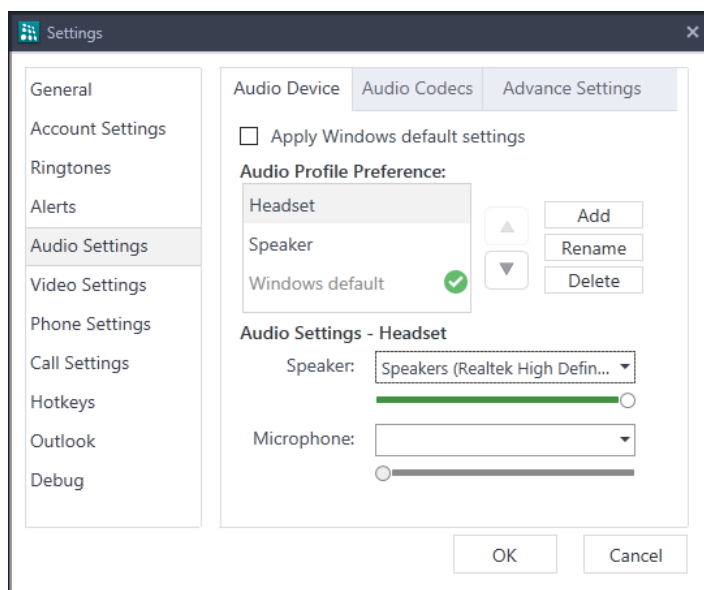 Settings
General
Account Settings
Ringtones
Alerts
Audio Settings
Video Settings
Phone Settings
Call Settings
Hotkeys
Outlook
Debug
Audio Device Audio Codecs Advance Settings
Apply Windows default settings
Audio Profile Preference:
Headset
Speaker
Windows default
Add
Rename
Delete
Audio Settings - Headset
Speaker: Speakers (Realtek High Defin...
Microphone:
OK Cancel